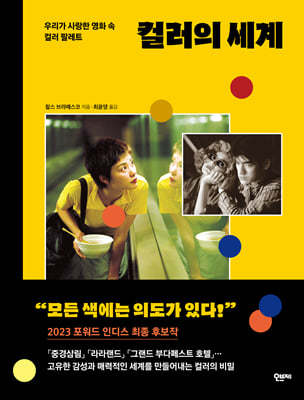 우리가 사랑한 영화 속
컬러 팔레트
컬러의 세계
찰스 브라메스코 지음 · 최윤영 옮김
“모든 색에는 의도가 있다!”
2023 포워드 인디스 최종 후보작
「중경삼림」 「라라랜드」 「그랜드 부다페스트 호텔」…
고유한 감성과 매력적인 세계를 만들어내는 컬러의 비밀
오브제